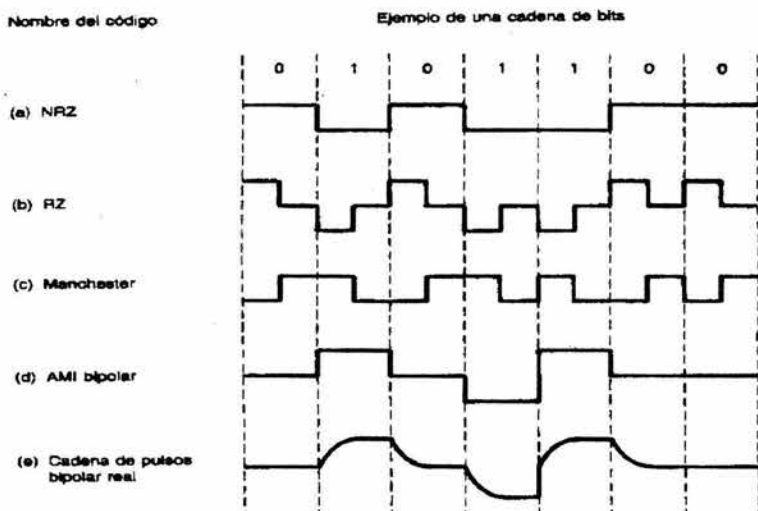 Nombre del código
Ejemplo de una cadena de bits
0 1 0 1 1 0 0
(a) NRZ
(b) RZ
(c) Manchester
(d) AMI bipolar
(e) Cadena de pulsos
bipolar real